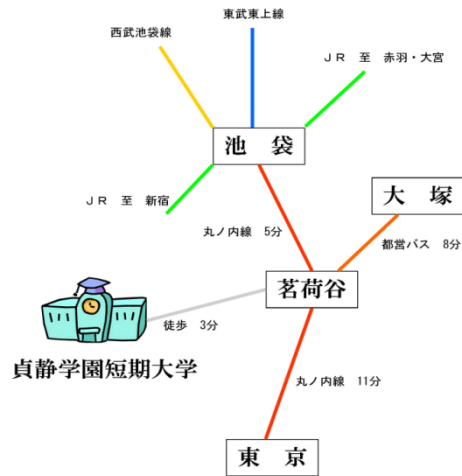 東武東上線
西武池袋線
ＪＲ　至　赤羽・大宮
池　袋
大　塚
ＪＲ　至　新宿
丸ノ内線　5分
都営バス　8分
茗荷谷
徒歩　3分
貞静学園短期大学
丸ノ内線　11分
東　京